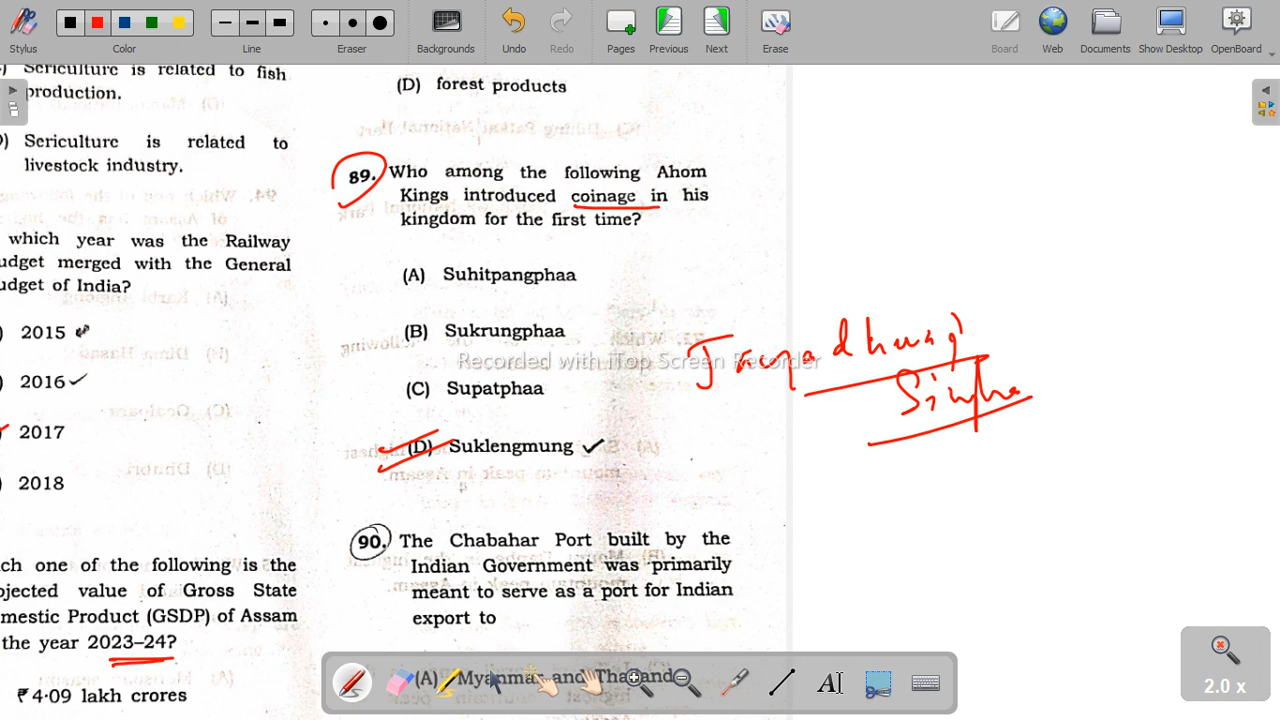 Stylus
Color
Line
Eraser
Backgrounds
Undo
Redo
Pages
Previous
Next
Erase
Board
Web
Documents
Show Desktop
OpenBoard
) Sericulture is related to fish
production.
) Sericulture is related to
livestock industry.
which year was the Railway
udget merged with the General
udget of India?
) 2015
) 2016
2017
) 2018
ch one of the following is the
ojected value of Gross State
mestic Product (GSDP) of Assam
the year 2023–24?
₹ 4·09 lakh crores
(D) forest products
89. Who among the following Ahom
Kings introduced coinage in his
kingdom for the first time?
(A) Suhitpangphaa
(B) Sukrungphaa
(C) Supatphaa
(D) Suklengmung
90. The Chabahar Port built by the
Indian Government was primarily
meant to serve as a port for Indian
export to
(A) Myanmar and Thailand
Jayadhwaj
Singha
Recorded with iTop Screen Recorder
2.0 x